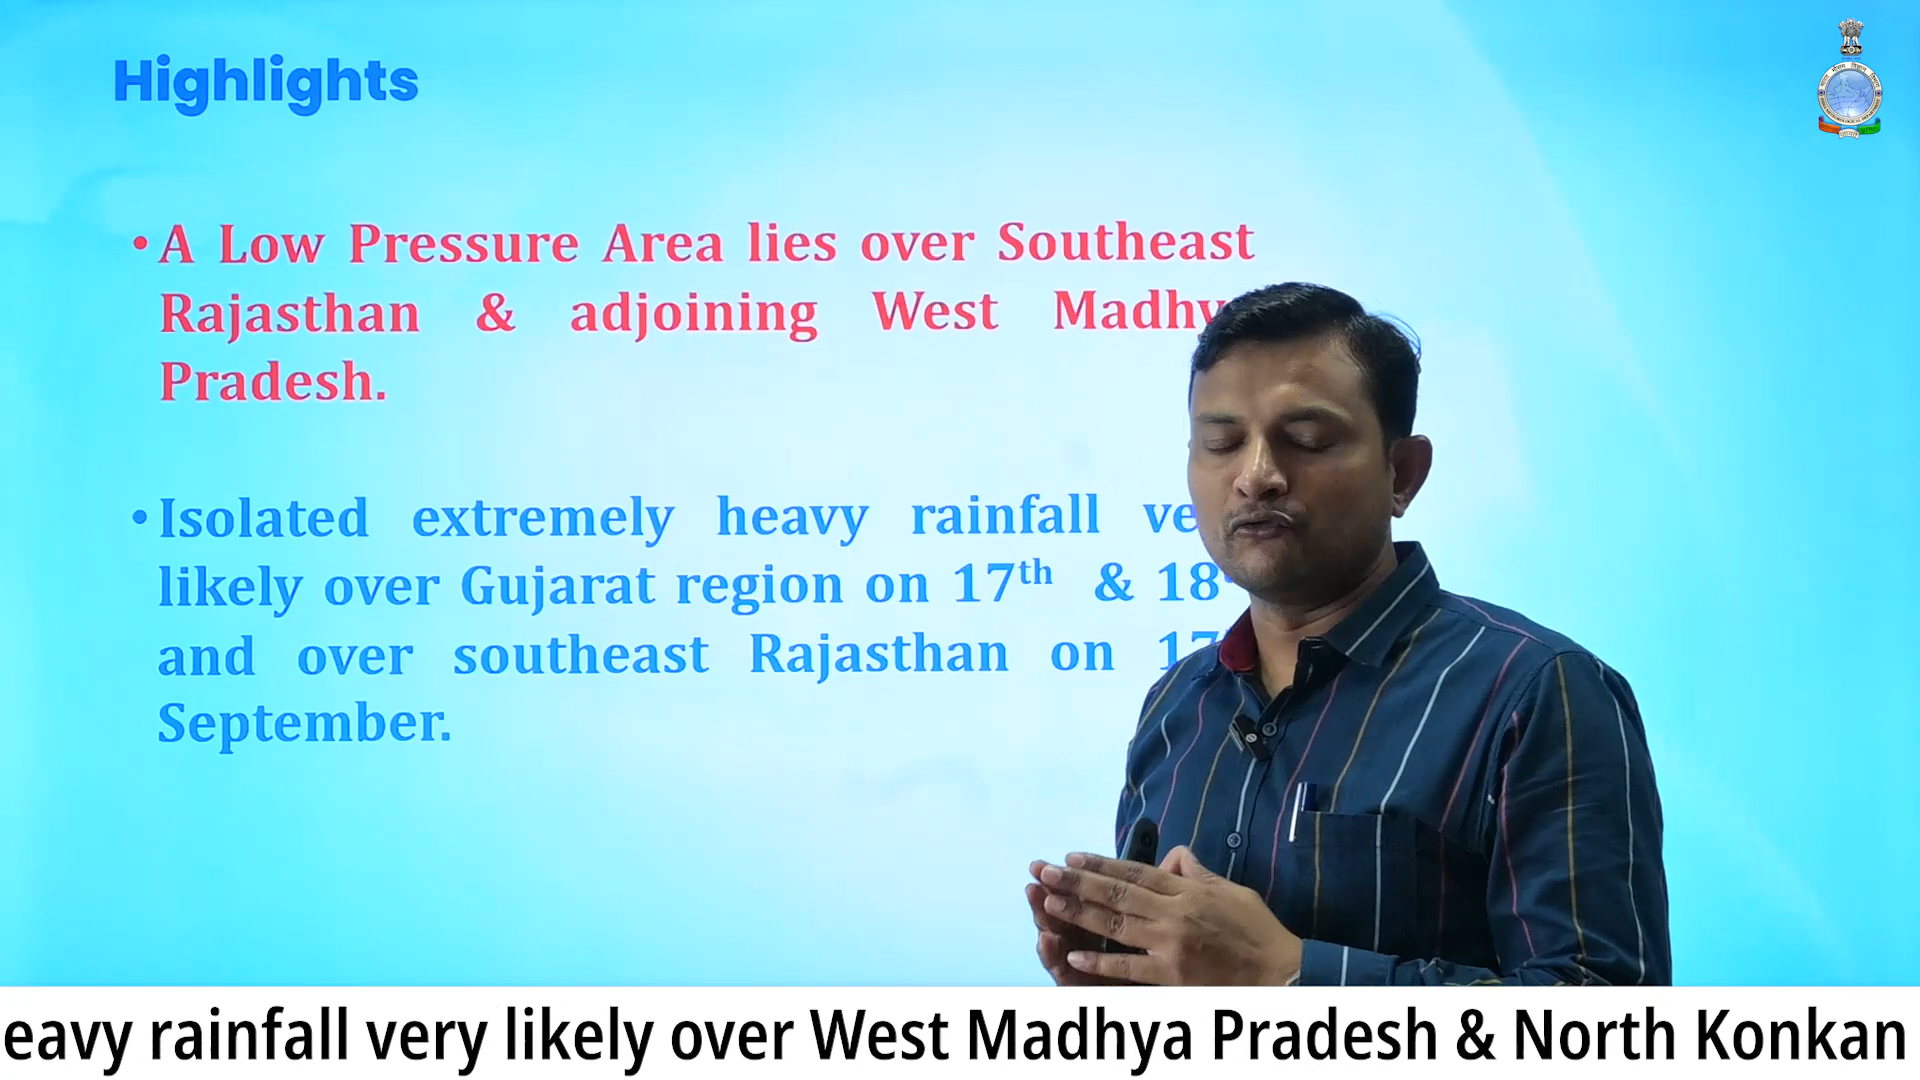 Highlights
• A Low Pressure Area lies over Southeast
Rajasthan & adjoining West
Pradesh.
• Isolated extremely heavy rainfall
likely over Gujarat region on 17th & 18
and over southeast Rajasthan on
September.
eavy rainfall very likely over West Madhya Pradesh & North Konkan